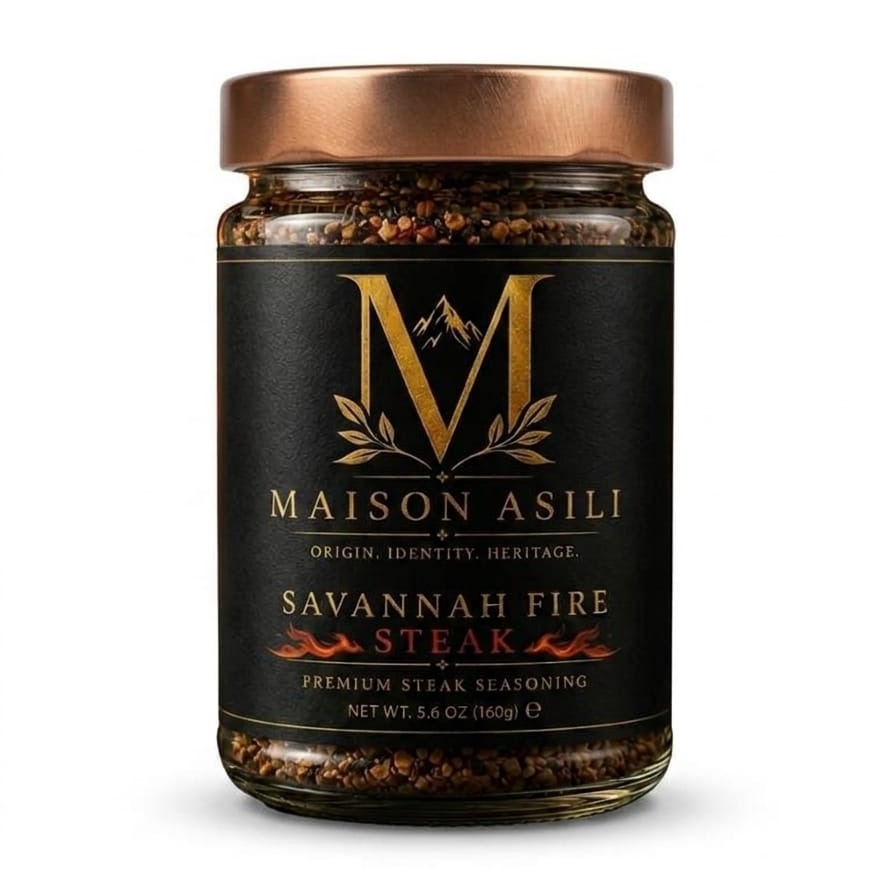 M
MAISON ASILI
ORIGIN. IDENTITY. HERITAGE.
SAVANNAH FIRE
STEAK
PREMIUM STEAK SEASONING
NET WT. 5.6 OZ (160g) ℮